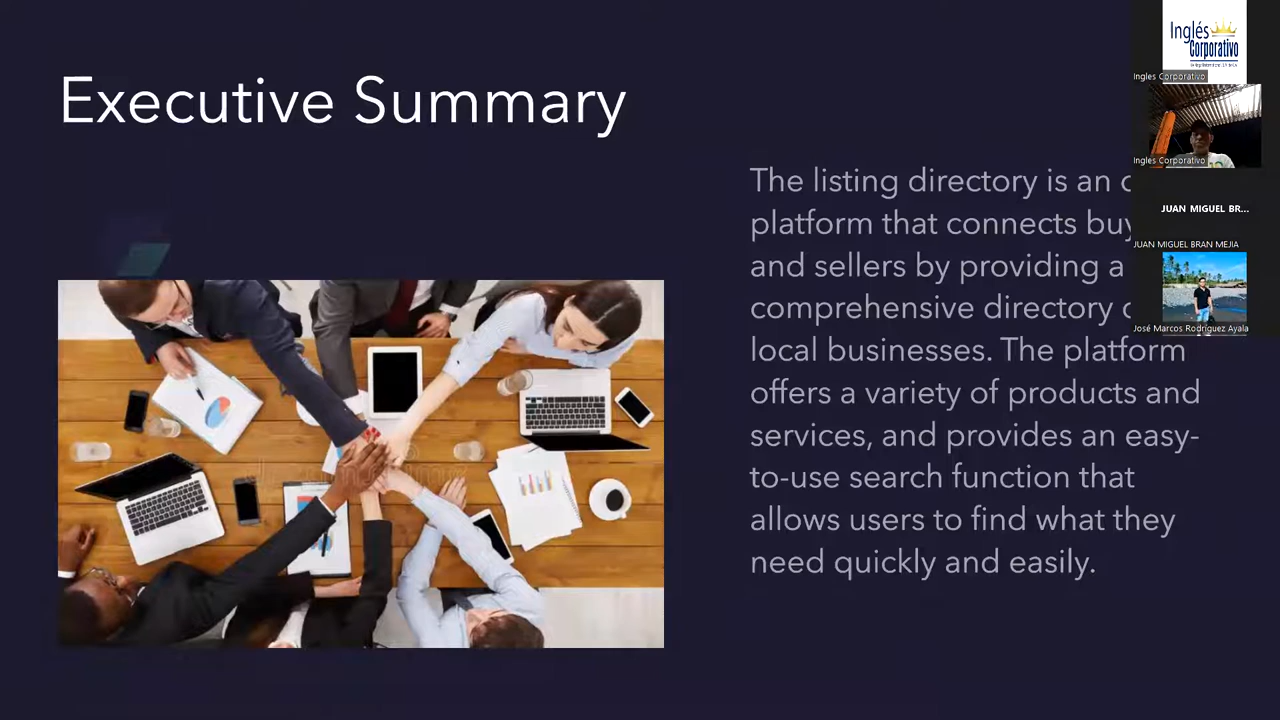 Executive Summary
The listing directory is an
platform that connects
and sellers by providing a
comprehensive directory
local businesses. The platform
offers a variety of products and
services, and provides an easy-
to-use search function that
allows users to find what they
need quickly and easily.
Inglés
Corporativo
Ingles Corporativo
Ingles Corporativo
JUAN MIGUEL BR...
JUAN MIGUEL BRAN MEJIA
José Marcos Rodríguez Ayala